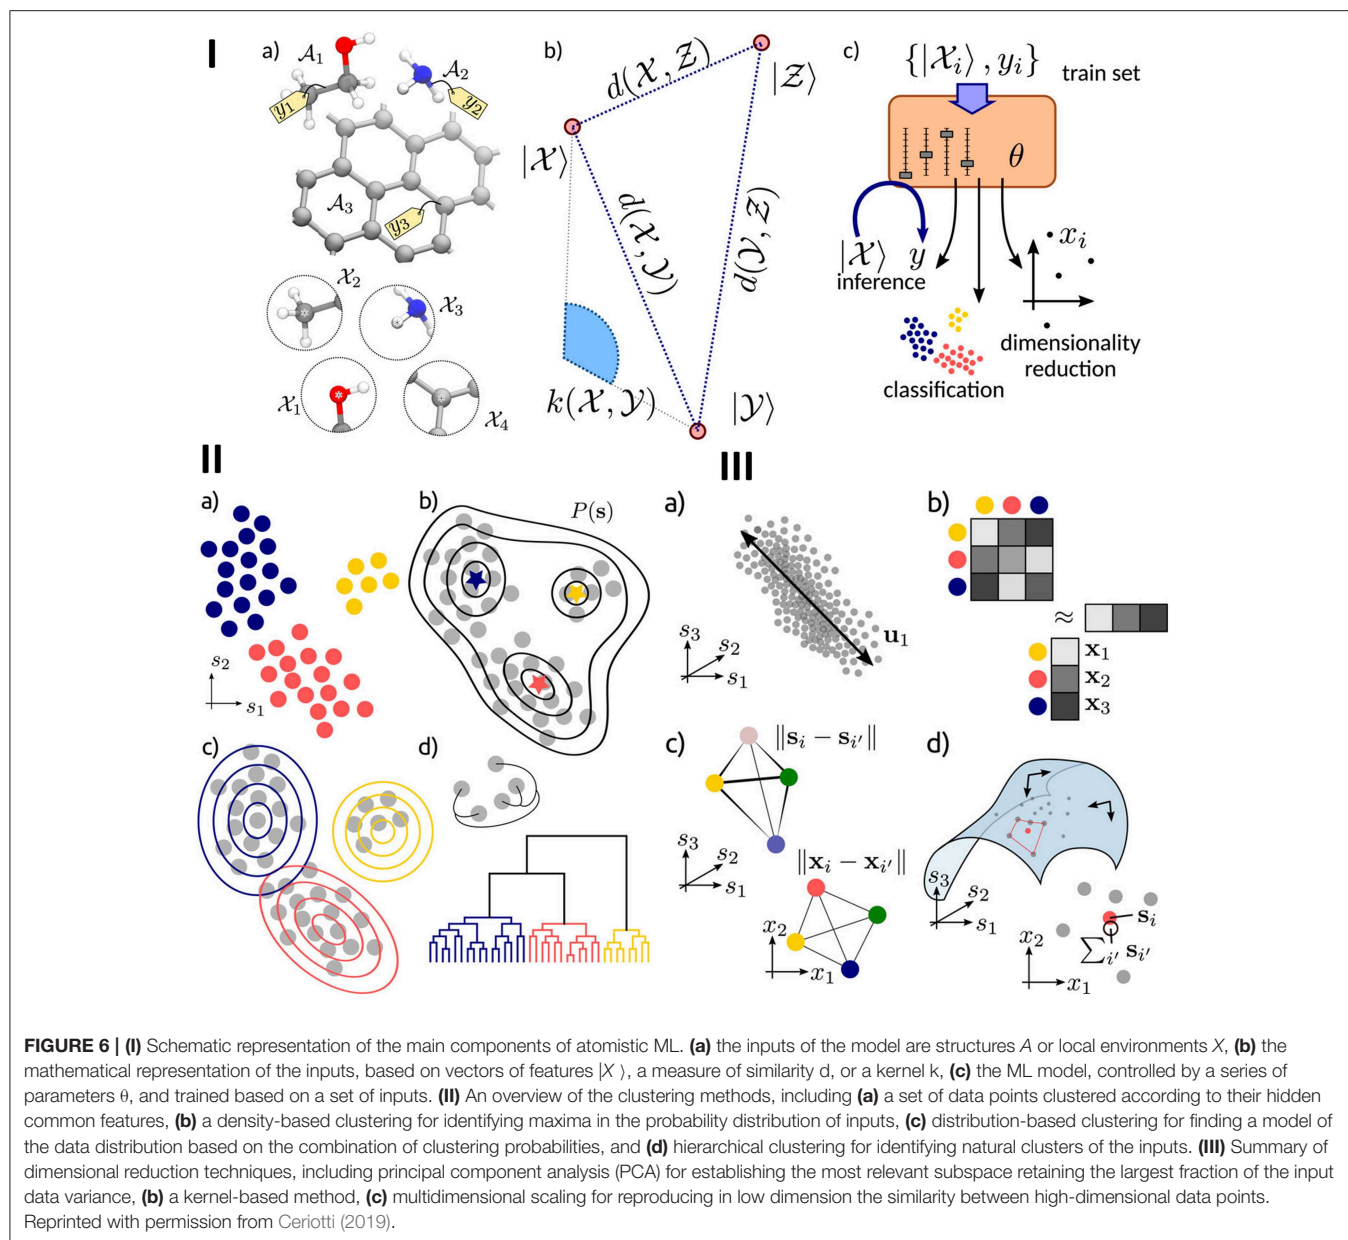 I
a)
𝒜₁
y₁
𝒜₂
y₂
𝒜₃
y₃
𝒳₂
𝒳₃
𝒳₁
𝒳₄
b)
d(𝒳, 𝒵)
|𝒵⟩
|𝒳⟩
d(𝒳, 𝒴)
d(𝒴, 𝒵)
k(𝒳, 𝒴)
|𝒴⟩
c)
{|𝒳ᵢ⟩, yᵢ}
train set
θ
|𝒳⟩ y
inference
xᵢ
classification
dimensionality
reduction
II
a)
s₂
s₁
b)
P(s)
c)
d)
III
a)
u₁
s₃
s₂
s₁
b)
≈
x₁
x₂
x₃
c)
‖sᵢ − sᵢ′‖
s₃
s₂
s₁
‖xᵢ − xᵢ′‖
x₂
x₁
d)
s₃
s₂
s₁
sᵢ
∑ᵢ′ sᵢ′
x₂
x₁
FIGURE 6 | (I) Schematic representation of the main components of atomistic ML. (a) the inputs of the model are structures A or local environments X, (b) the
mathematical representation of the inputs, based on vectors of features |X ⟩, a measure of similarity d, or a kernel k, (c) the ML model, controlled by a series of
parameters θ, and trained based on a set of inputs. (II) An overview of the clustering methods, including (a) a set of data points clustered according to their hidden
common features, (b) a density-based clustering for identifying maxima in the probability distribution of inputs, (c) distribution-based clustering for finding a model of
the data distribution based on the combination of clustering probabilities, and (d) hierarchical clustering for identifying natural clusters of the inputs. (III) Summary of
dimensional reduction techniques, including principal component analysis (PCA) for establishing the most relevant subspace retaining the largest fraction of the input
data variance, (b) a kernel-based method, (c) multidimensional scaling for reproducing in low dimension the similarity between high-dimensional data points.
Reprinted with permission from Ceriotti (2019).